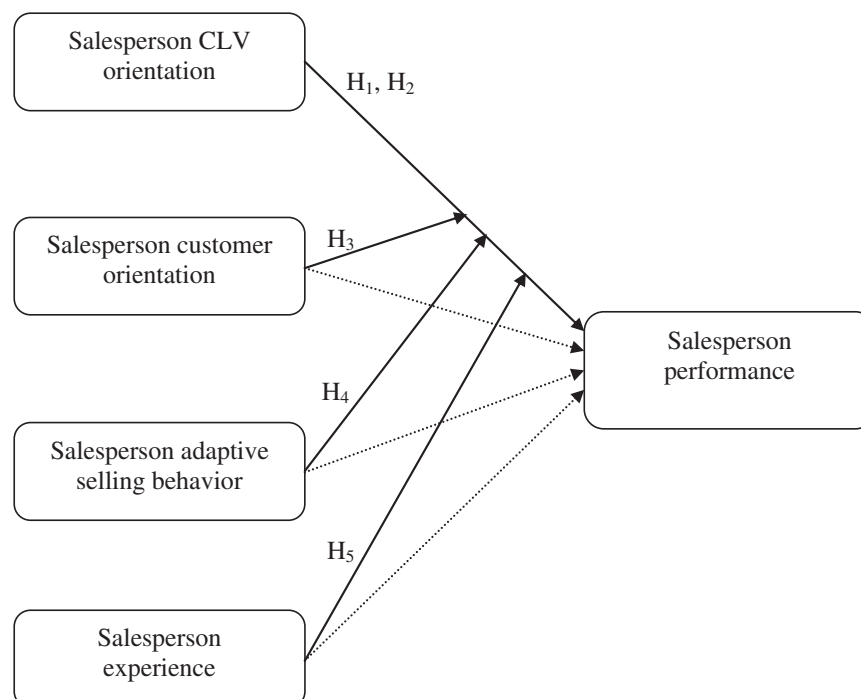 Salesperson CLV
orientation
H₁, H₂
Salesperson customer
orientation
H₃
Salesperson
performance
H₄
Salesperson adaptive
selling behavior
H₅
Salesperson
experience